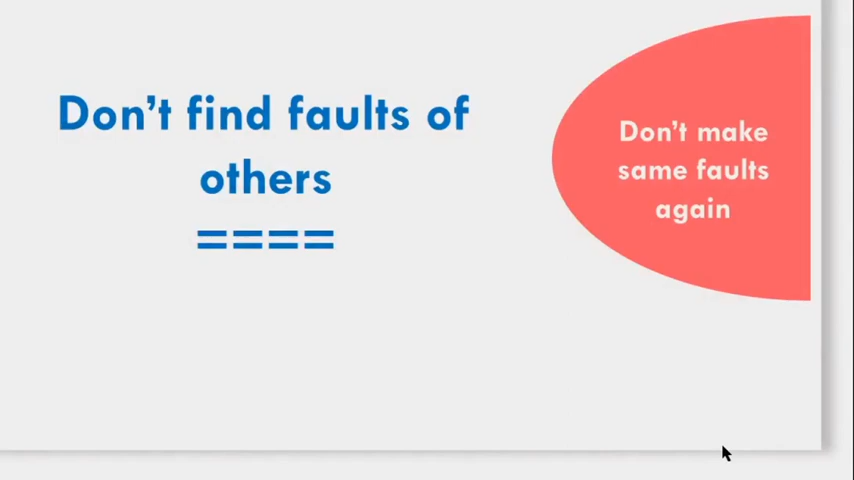 Don't find faults of
others
====
Don't make
same faults
again